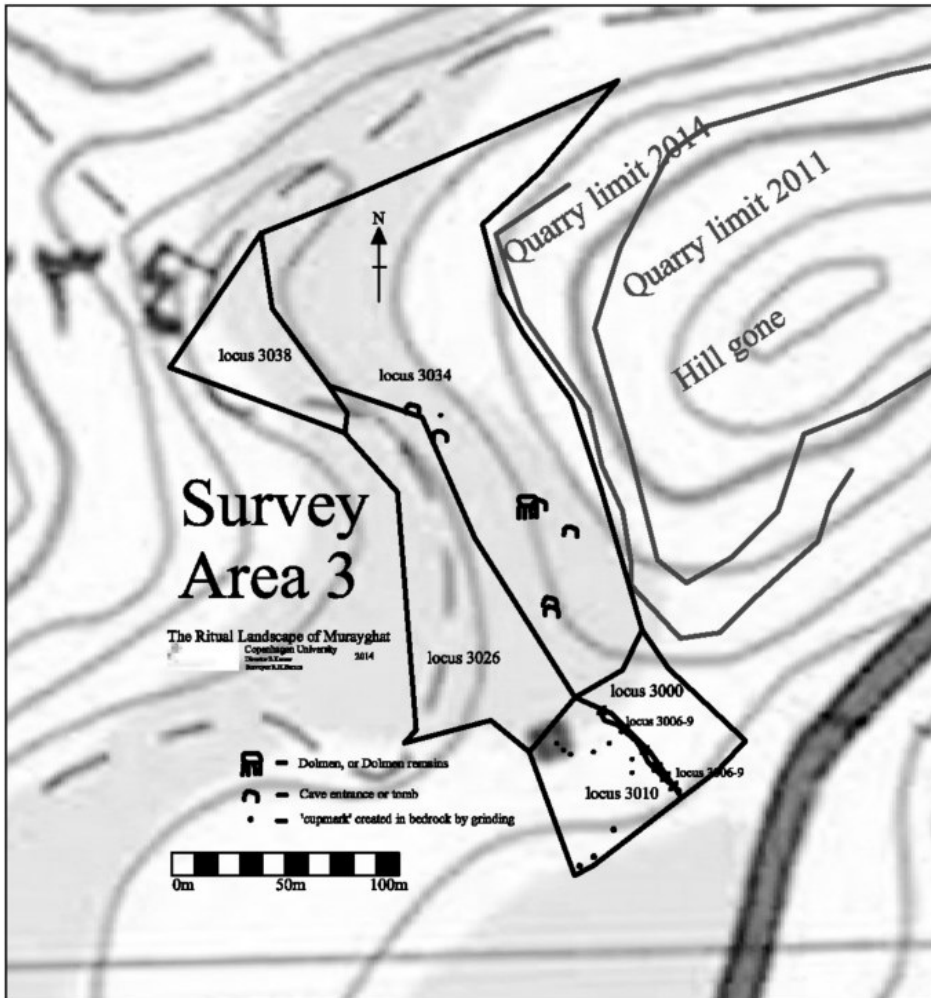 Quarry limit 2014
Quarry limit 2011
Hill gone
N
locus 3038
locus 3034
Survey
Area 3
The Ritual Landscape of Murayghat
Copenhagen University
2014
locus 3026
locus 3000
locus 3006-9
locus 3006-9
locus 3010
– Dolmen, or Dolmen remains
– Cave entrance or tomb
– 'cupmark' created in bedrock by grinding
0m 50m 100m